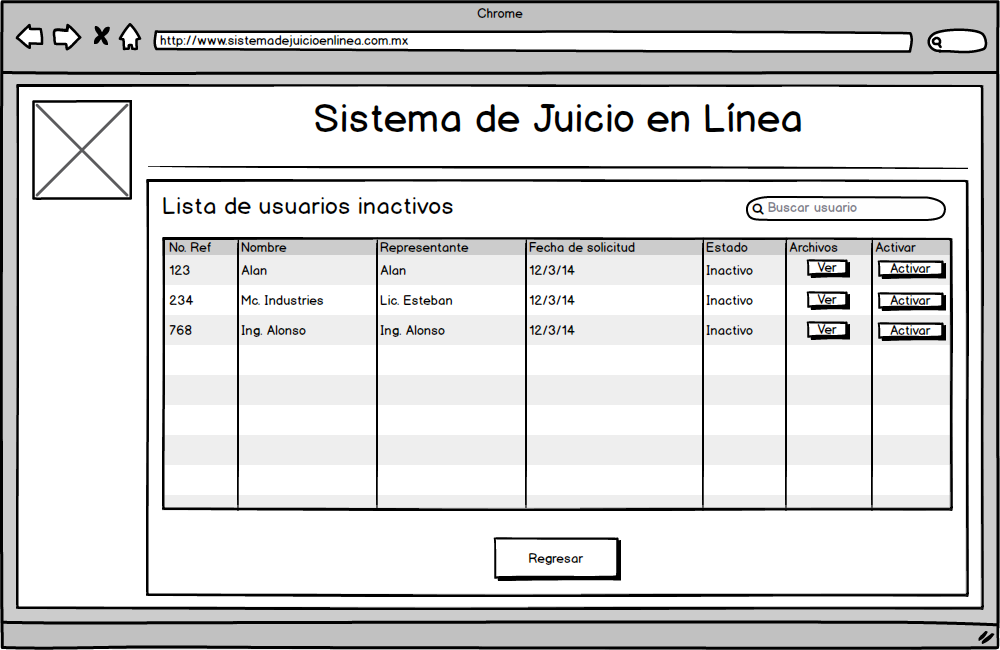 Chrome
http://www.sistemadejuicioenlinea.com.mx
Sistema de Juicio en Línea
Lista de usuarios inactivos
Buscar usuario
No. Ref Nombre Representante Fecha de solicitud Estado Archivos Activar
123 Alan Alan 12/3/14 Inactivo Ver Activar
234 Mc. Industries Lic. Esteban 12/3/14 Inactivo Ver Activar
768 Ing. Alonso Ing. Alonso 12/3/14 Inactivo Ver Activar
Regresar